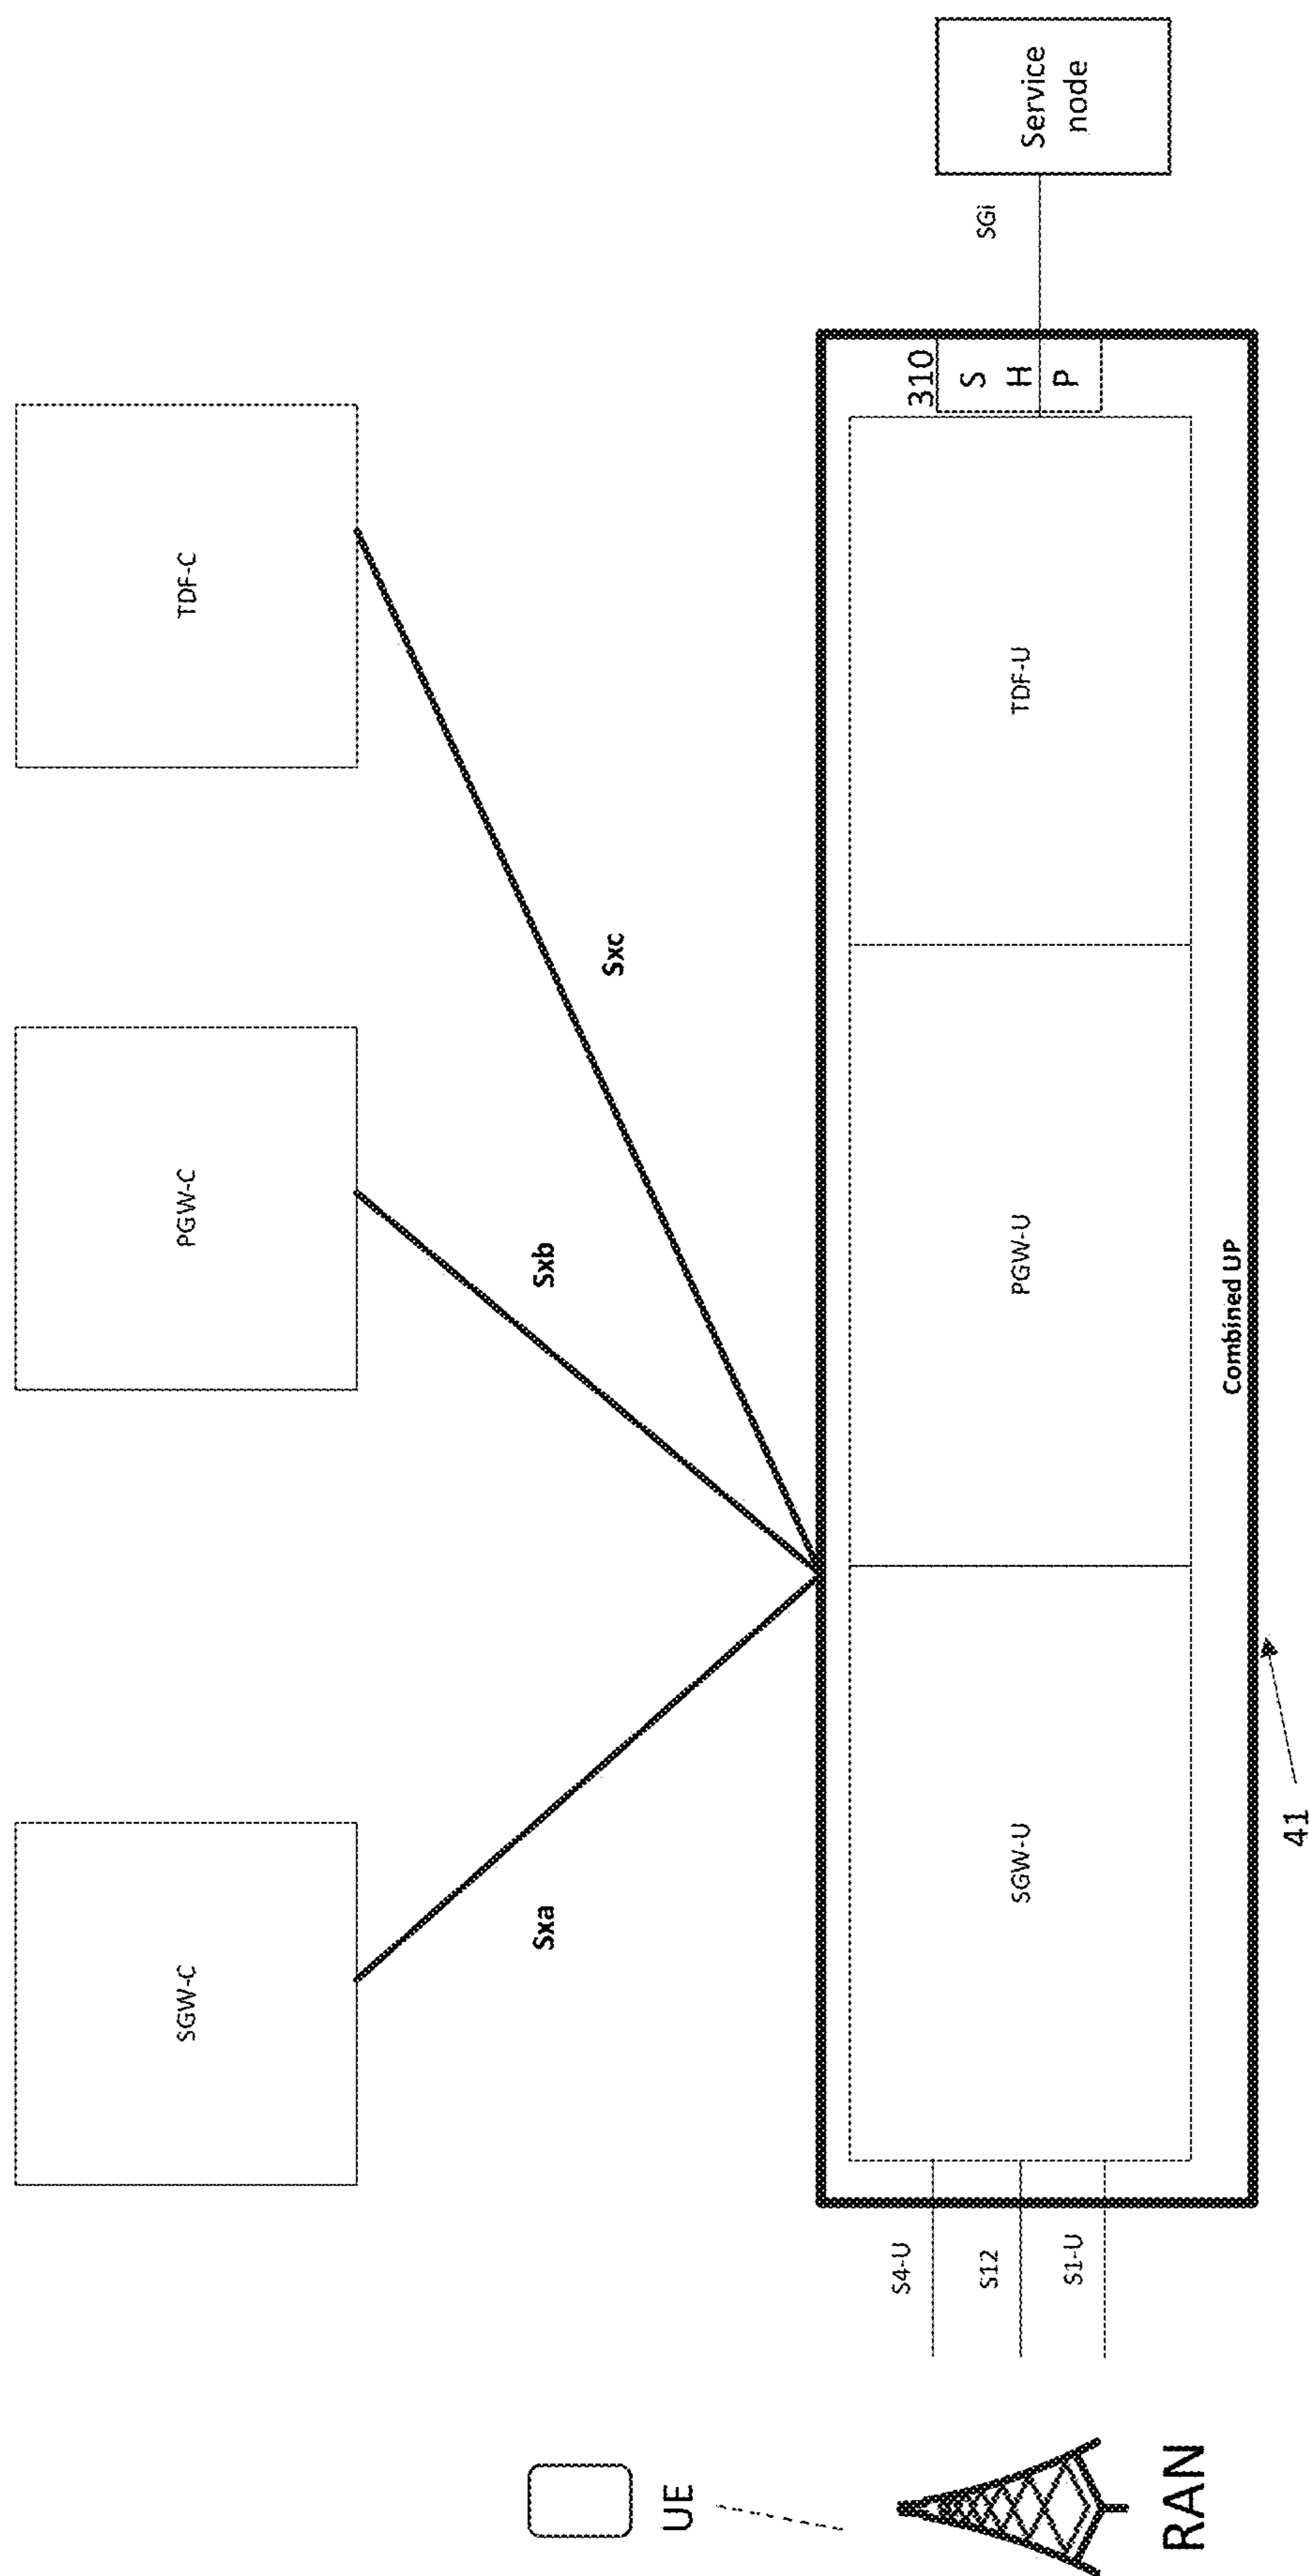 SGW-C
PGW-C
TDF-C
Sxa
Sxb
Sxc
UE
RAN
S4-U
S12
S1-U
SGW-U
PGW-U
TDF-U
310
S
H
P
SGi
Service
node
Combined UP
41